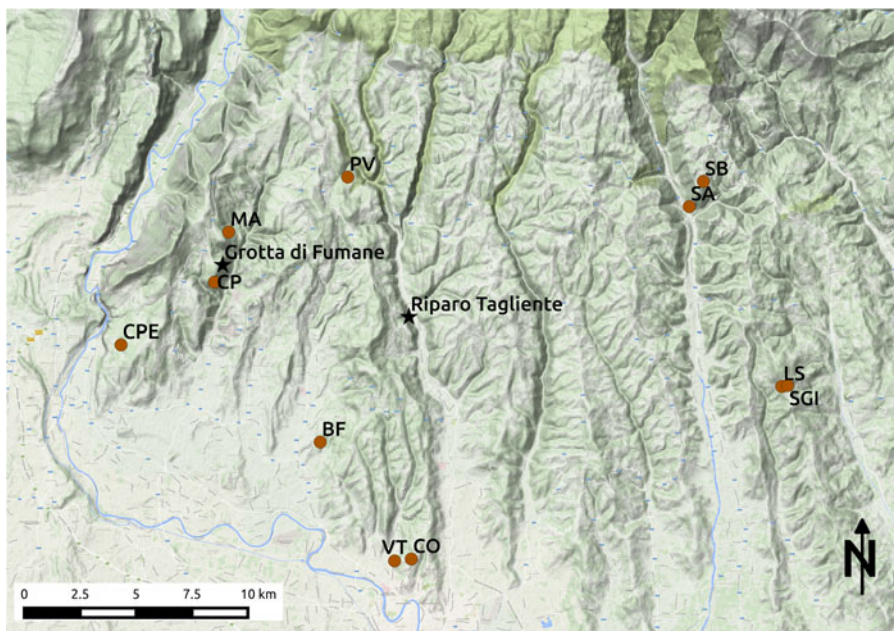 PV
SB
SA
MA
Grotta di Fumane
CP
Riparo Tagliente
CPE
LS
SGI
BF
VT CO
N
0 2.5 5 7.5 10 km